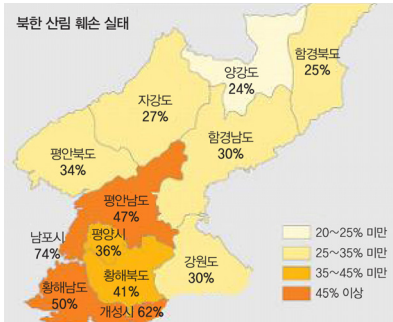 북한 산림 훼손 실태
양강도
24%
함경북도
25%
자강도
27%
함경남도
30%
평안북도
34%
평안남도
47%
남포시
74%
평양시
36%
황해북도
41%
강원도
30%
황해남도
50%
개성시 62%
20~25% 미만
25~35% 미만
35~45% 미만
45% 이상